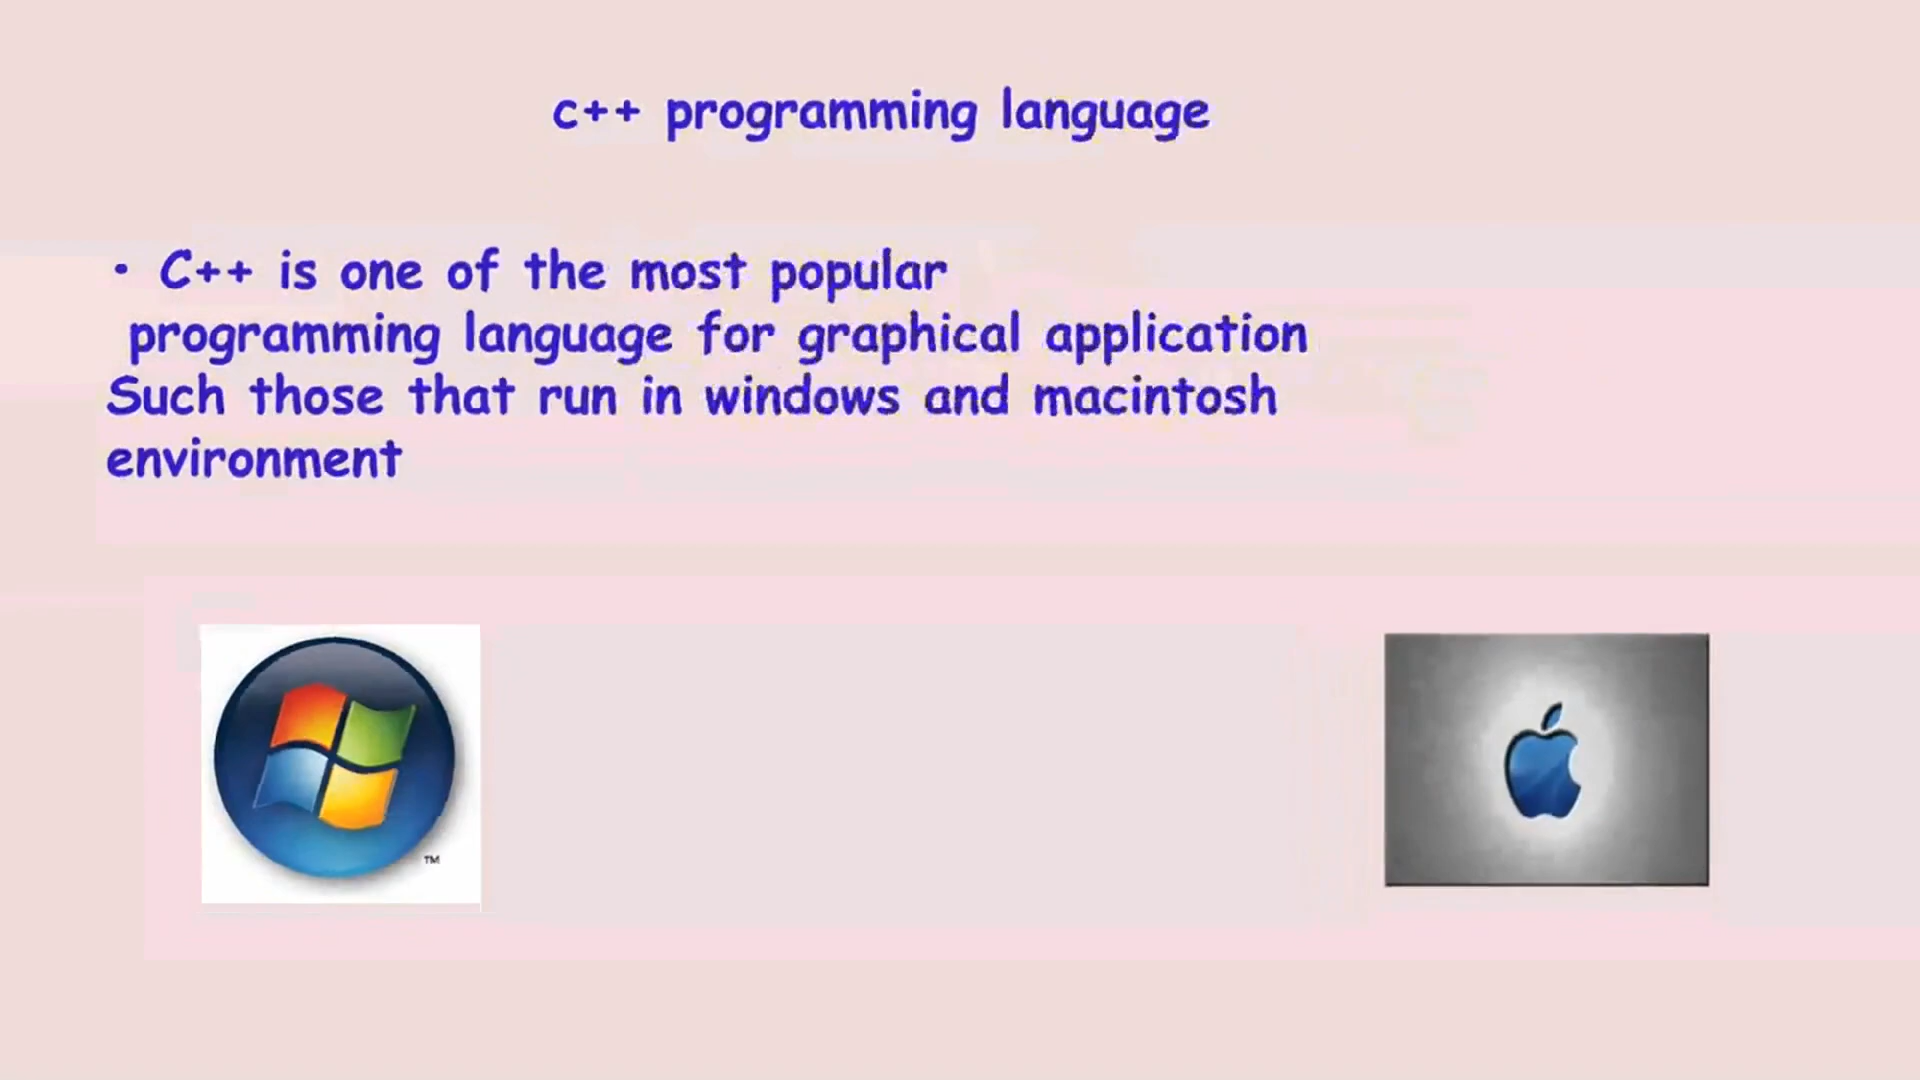 c++ programming language
• C++ is one of the most popular
programming language for graphical application
Such those that run in windows and macintosh
environment
TM